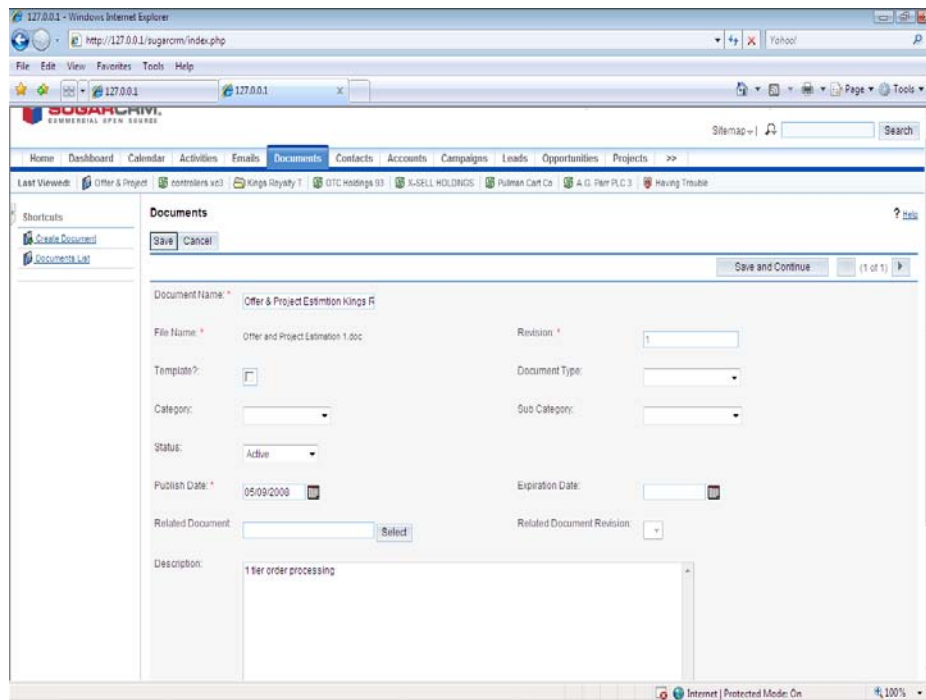 127.0.0.1 - Windows Internet Explorer
http://127.0.0.1/sugarcrm/index.php Yahoo!
File Edit View Favorites Tools Help
127.0.0.1 127.0.0.1 x Page Tools
SUGARCRM.
COMMERCIAL OPEN SOURCE
Sitemap | Search
Home Dashboard Calendar Activities Emails Documents Contacts Accounts Campaigns Leads Opportunities Projects >>
Last Viewed: Offer & Project controllers xcl3 Kings Royalty T OTC Holdings 93 X-SELL HOLDINGS Pullman Cart Co A.G. Parr PLC 3 Having Trouble
Shortcuts
Create Document
Documents List
Documents ? Help
Save Cancel
Save and Continue (1 of 1)
Document Name: * Offer & Project Estimtion Kings R
File Name: * Offer and Project Estimation 1.doc Revision: * 1
Template?: Document Type:
Category: Sub Category:
Status: Active
Publish Date: * 05/09/2008 Expiration Date:
Related Document: Select Related Document Revision:
Description: 1 tier order processing
Internet | Protected Mode: On 100%